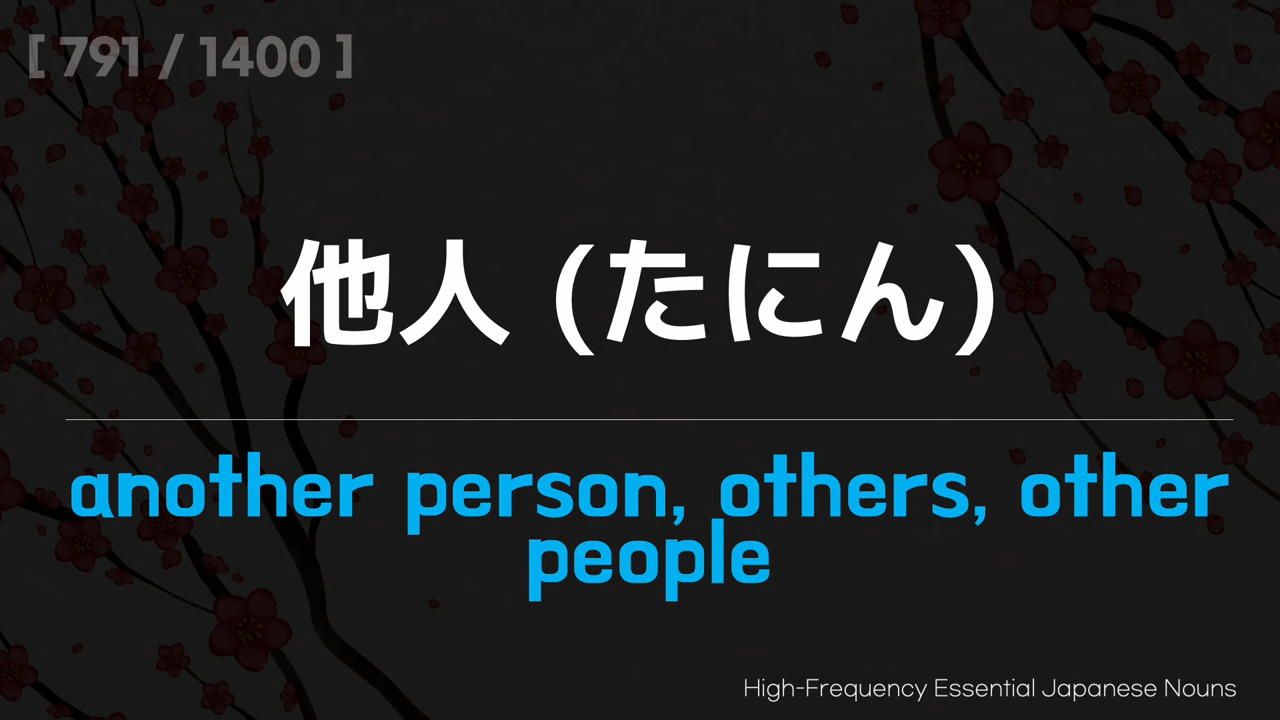 [ 791 / 1400 ]
他人 (たにん)
another person, others, other
people
High-Frequency Essential Japanese Nouns